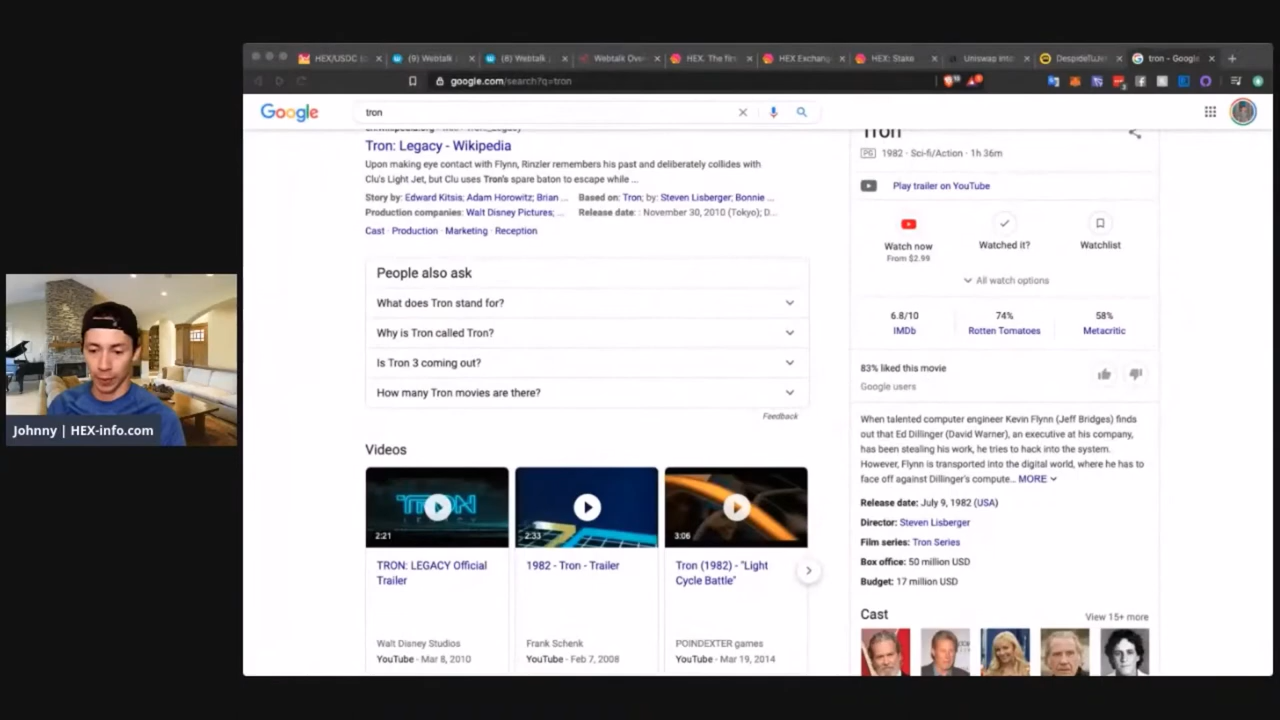 HEX/USDC
(9) Webtalk
(6) Webtalk
Webtalk Over
HEX. The fir
HEX Exchang
HEX: Stake
Uniswap Into
DespideTuJef
tron - Google
google.com/search?q=tron
Google
tron
Tron: Legacy - Wikipedia
Upon making eye contact with Flynn, Rinzler remembers his past and deliberately collides with
Clu's Light Jet, but Clu uses Tron's spare baton to escape while ...
Story by: Edward Kitsis; Adam Horowitz; Brian ... Based on: Tron; by: Steven Lisberger; Bonnie ...
Production companies: Walt Disney Pictures; ... Release date: : November 30, 2010 (Tokyo); D...
Cast · Production · Marketing · Reception
People also ask
What does Tron stand for?
Why is Tron called Tron?
Is Tron 3 coming out?
How many Tron movies are there?
Feedback
Videos
TRON
LEGACY
2:21
2:33
3:06
TRON: LEGACY Official
Trailer
1982 - Tron - Trailer
Tron (1982) - "Light
Cycle Battle"
Walt Disney Studios
YouTube - Mar 8, 2010
Frank Schenk
YouTube - Feb 7, 2008
POINDEXTER games
YouTube - Mar 19, 2014
Tron
PG 1982 · Sci-fi/Action · 1h 36m
Play trailer on YouTube
Watch now
From $2.99
Watched it?
Watchlist
All watch options
6.8/10
IMDb
74%
Rotten Tomatoes
58%
Metacritic
83% liked this movie
Google users
When talented computer engineer Kevin Flynn (Jeff Bridges) finds
out that Ed Dillinger (David Warner), an executive at his company,
has been stealing his work, he tries to hack into the system.
However, Flynn is transported into the digital world, where he has to
face off against Dillinger's compute... MORE
Release date: July 9, 1982 (USA)
Director: Steven Lisberger
Film series: Tron Series
Box office: 50 million USD
Budget: 17 million USD
Cast
View 15+ more
Johnny | HEX-info.com